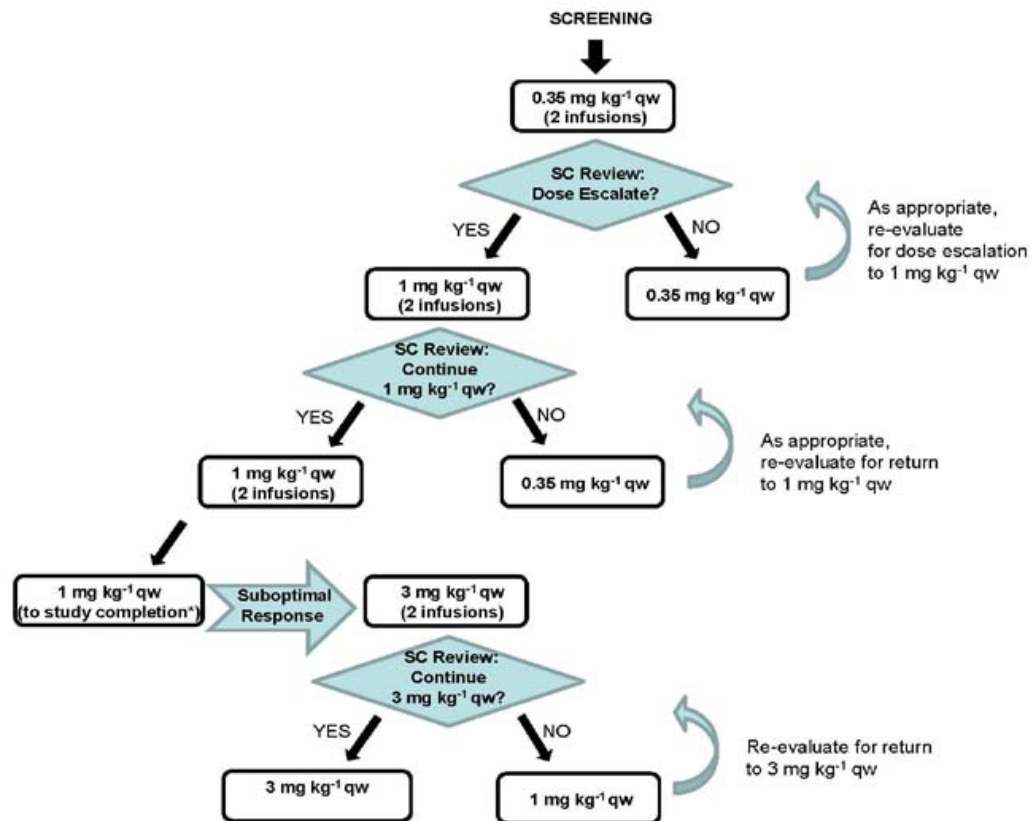 SCREENING
0.35 mg kg⁻¹ qw
(2 infusions)
SC Review:
Dose Escalate?
YES
NO
As appropriate,
re-evaluate
for dose escalation
to 1 mg kg⁻¹ qw
1 mg kg⁻¹ qw
(2 infusions)
0.35 mg kg⁻¹ qw
SC Review:
Continue
1 mg kg⁻¹ qw?
YES
NO
As appropriate,
re-evaluate for return
to 1 mg kg⁻¹ qw
1 mg kg⁻¹ qw
(2 infusions)
0.35 mg kg⁻¹ qw
1 mg kg⁻¹ qw
(to study completion*)
Suboptimal
Response
3 mg kg⁻¹ qw
(2 infusions)
SC Review:
Continue
3 mg kg⁻¹ qw?
YES
NO
Re-evaluate for return
to 3 mg kg⁻¹ qw
3 mg kg⁻¹ qw
1 mg kg⁻¹ qw